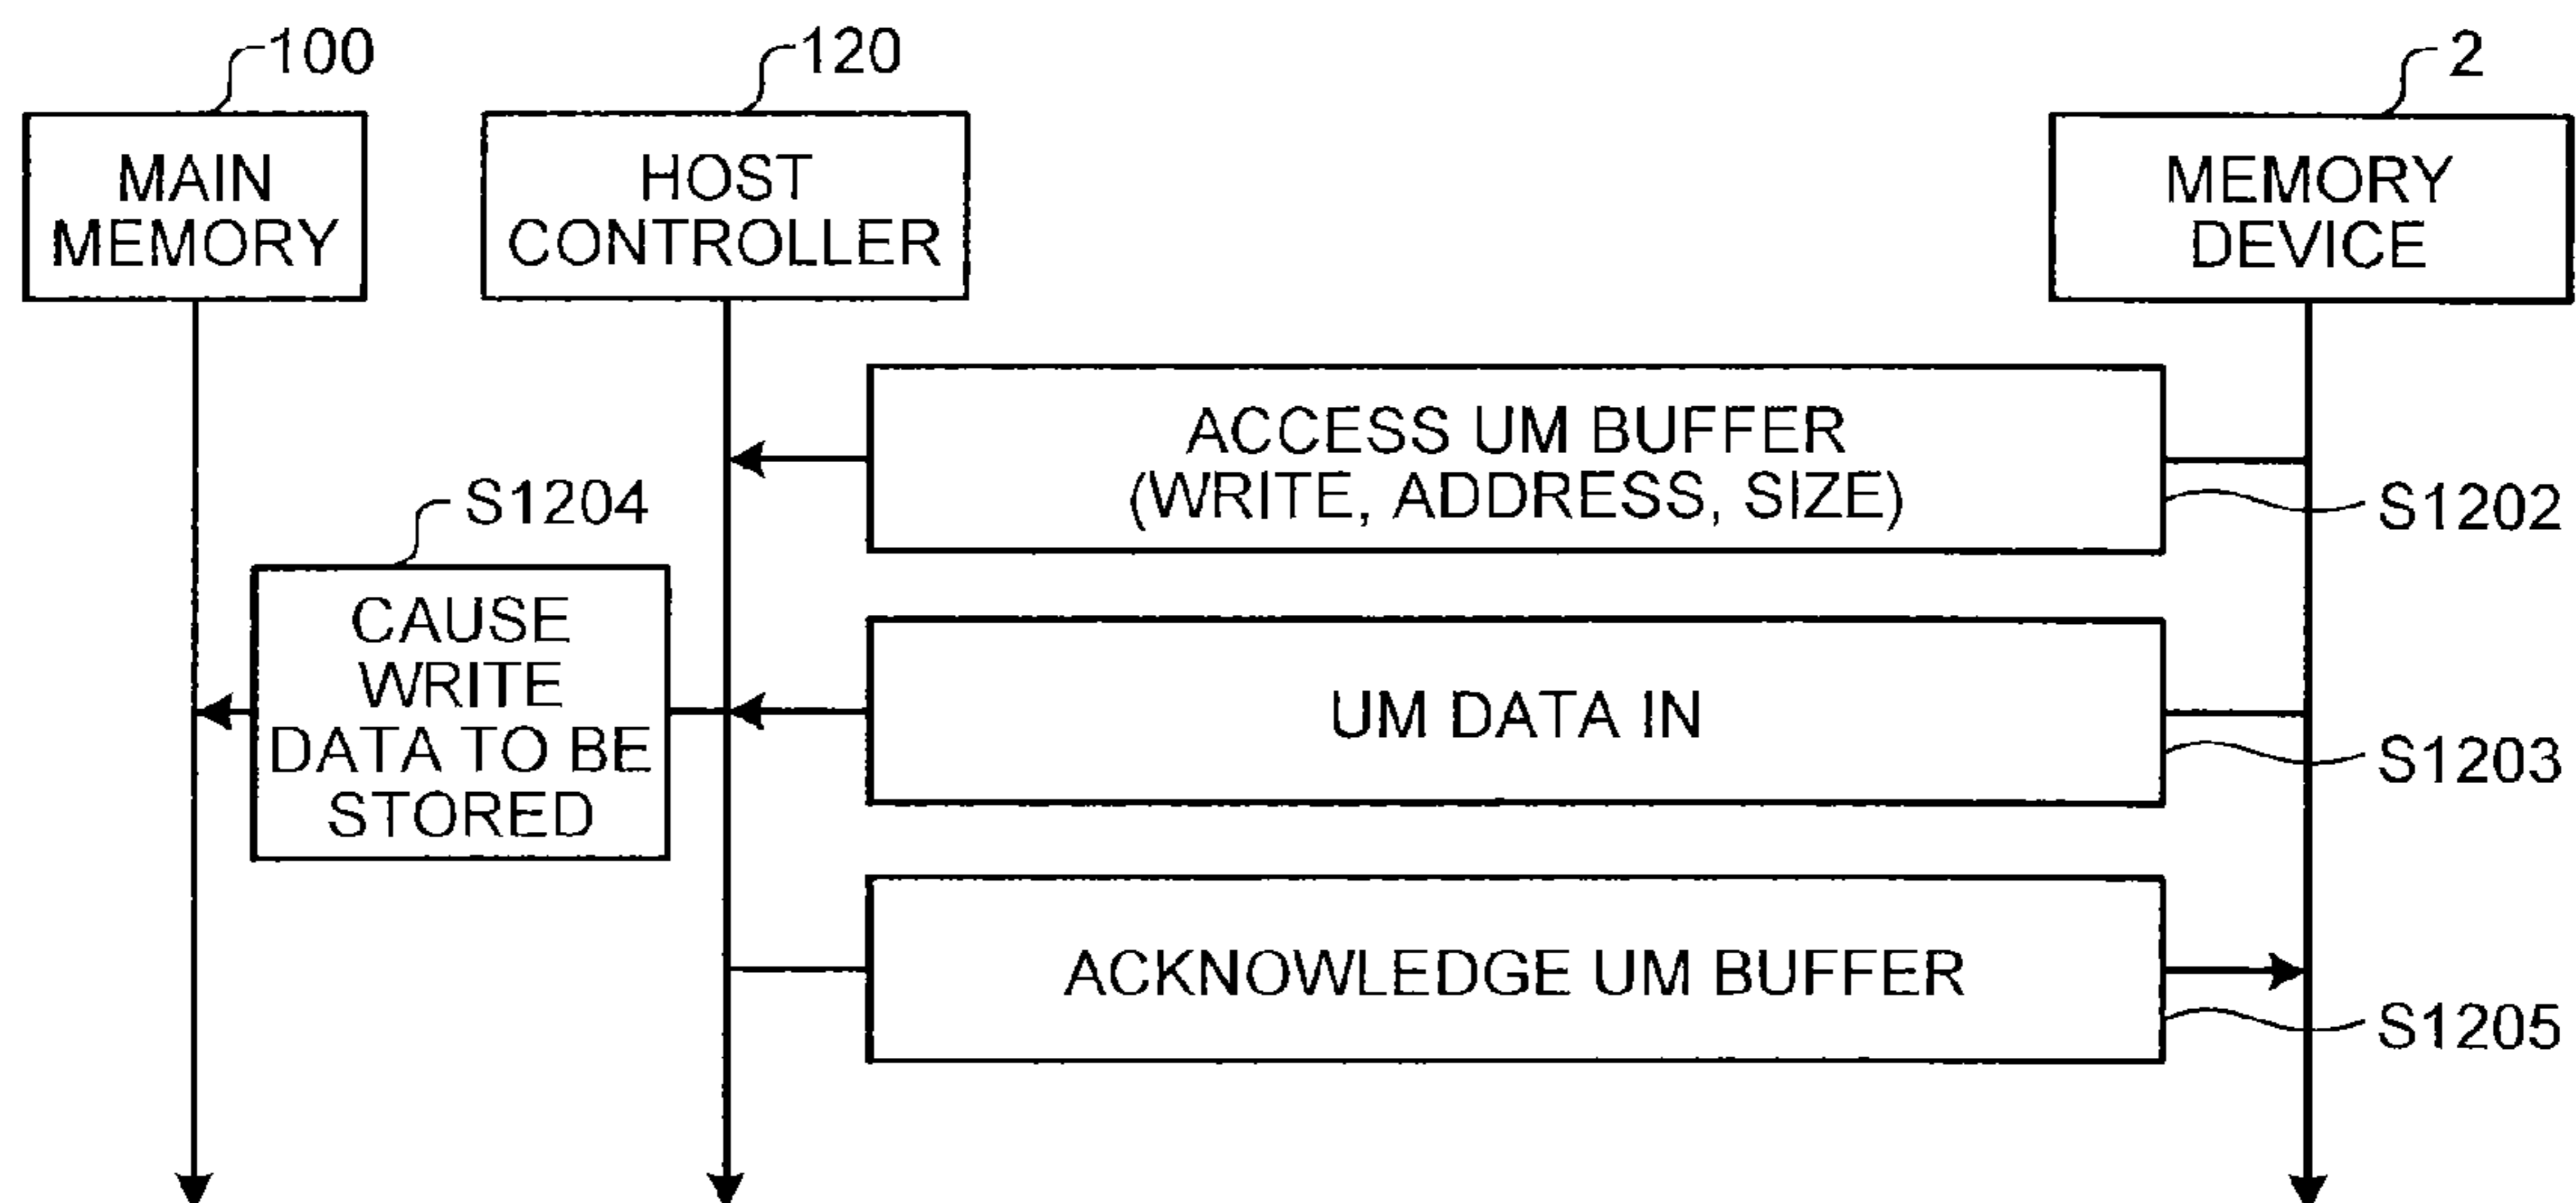 100
120
2
MAIN
MEMORY
HOST
CONTROLLER
MEMORY
DEVICE
ACCESS UM BUFFER
(WRITE, ADDRESS, SIZE)
S1202
S1204
CAUSE
WRITE
DATA TO BE
STORED
UM DATA IN
S1203
ACKNOWLEDGE UM BUFFER
S1205